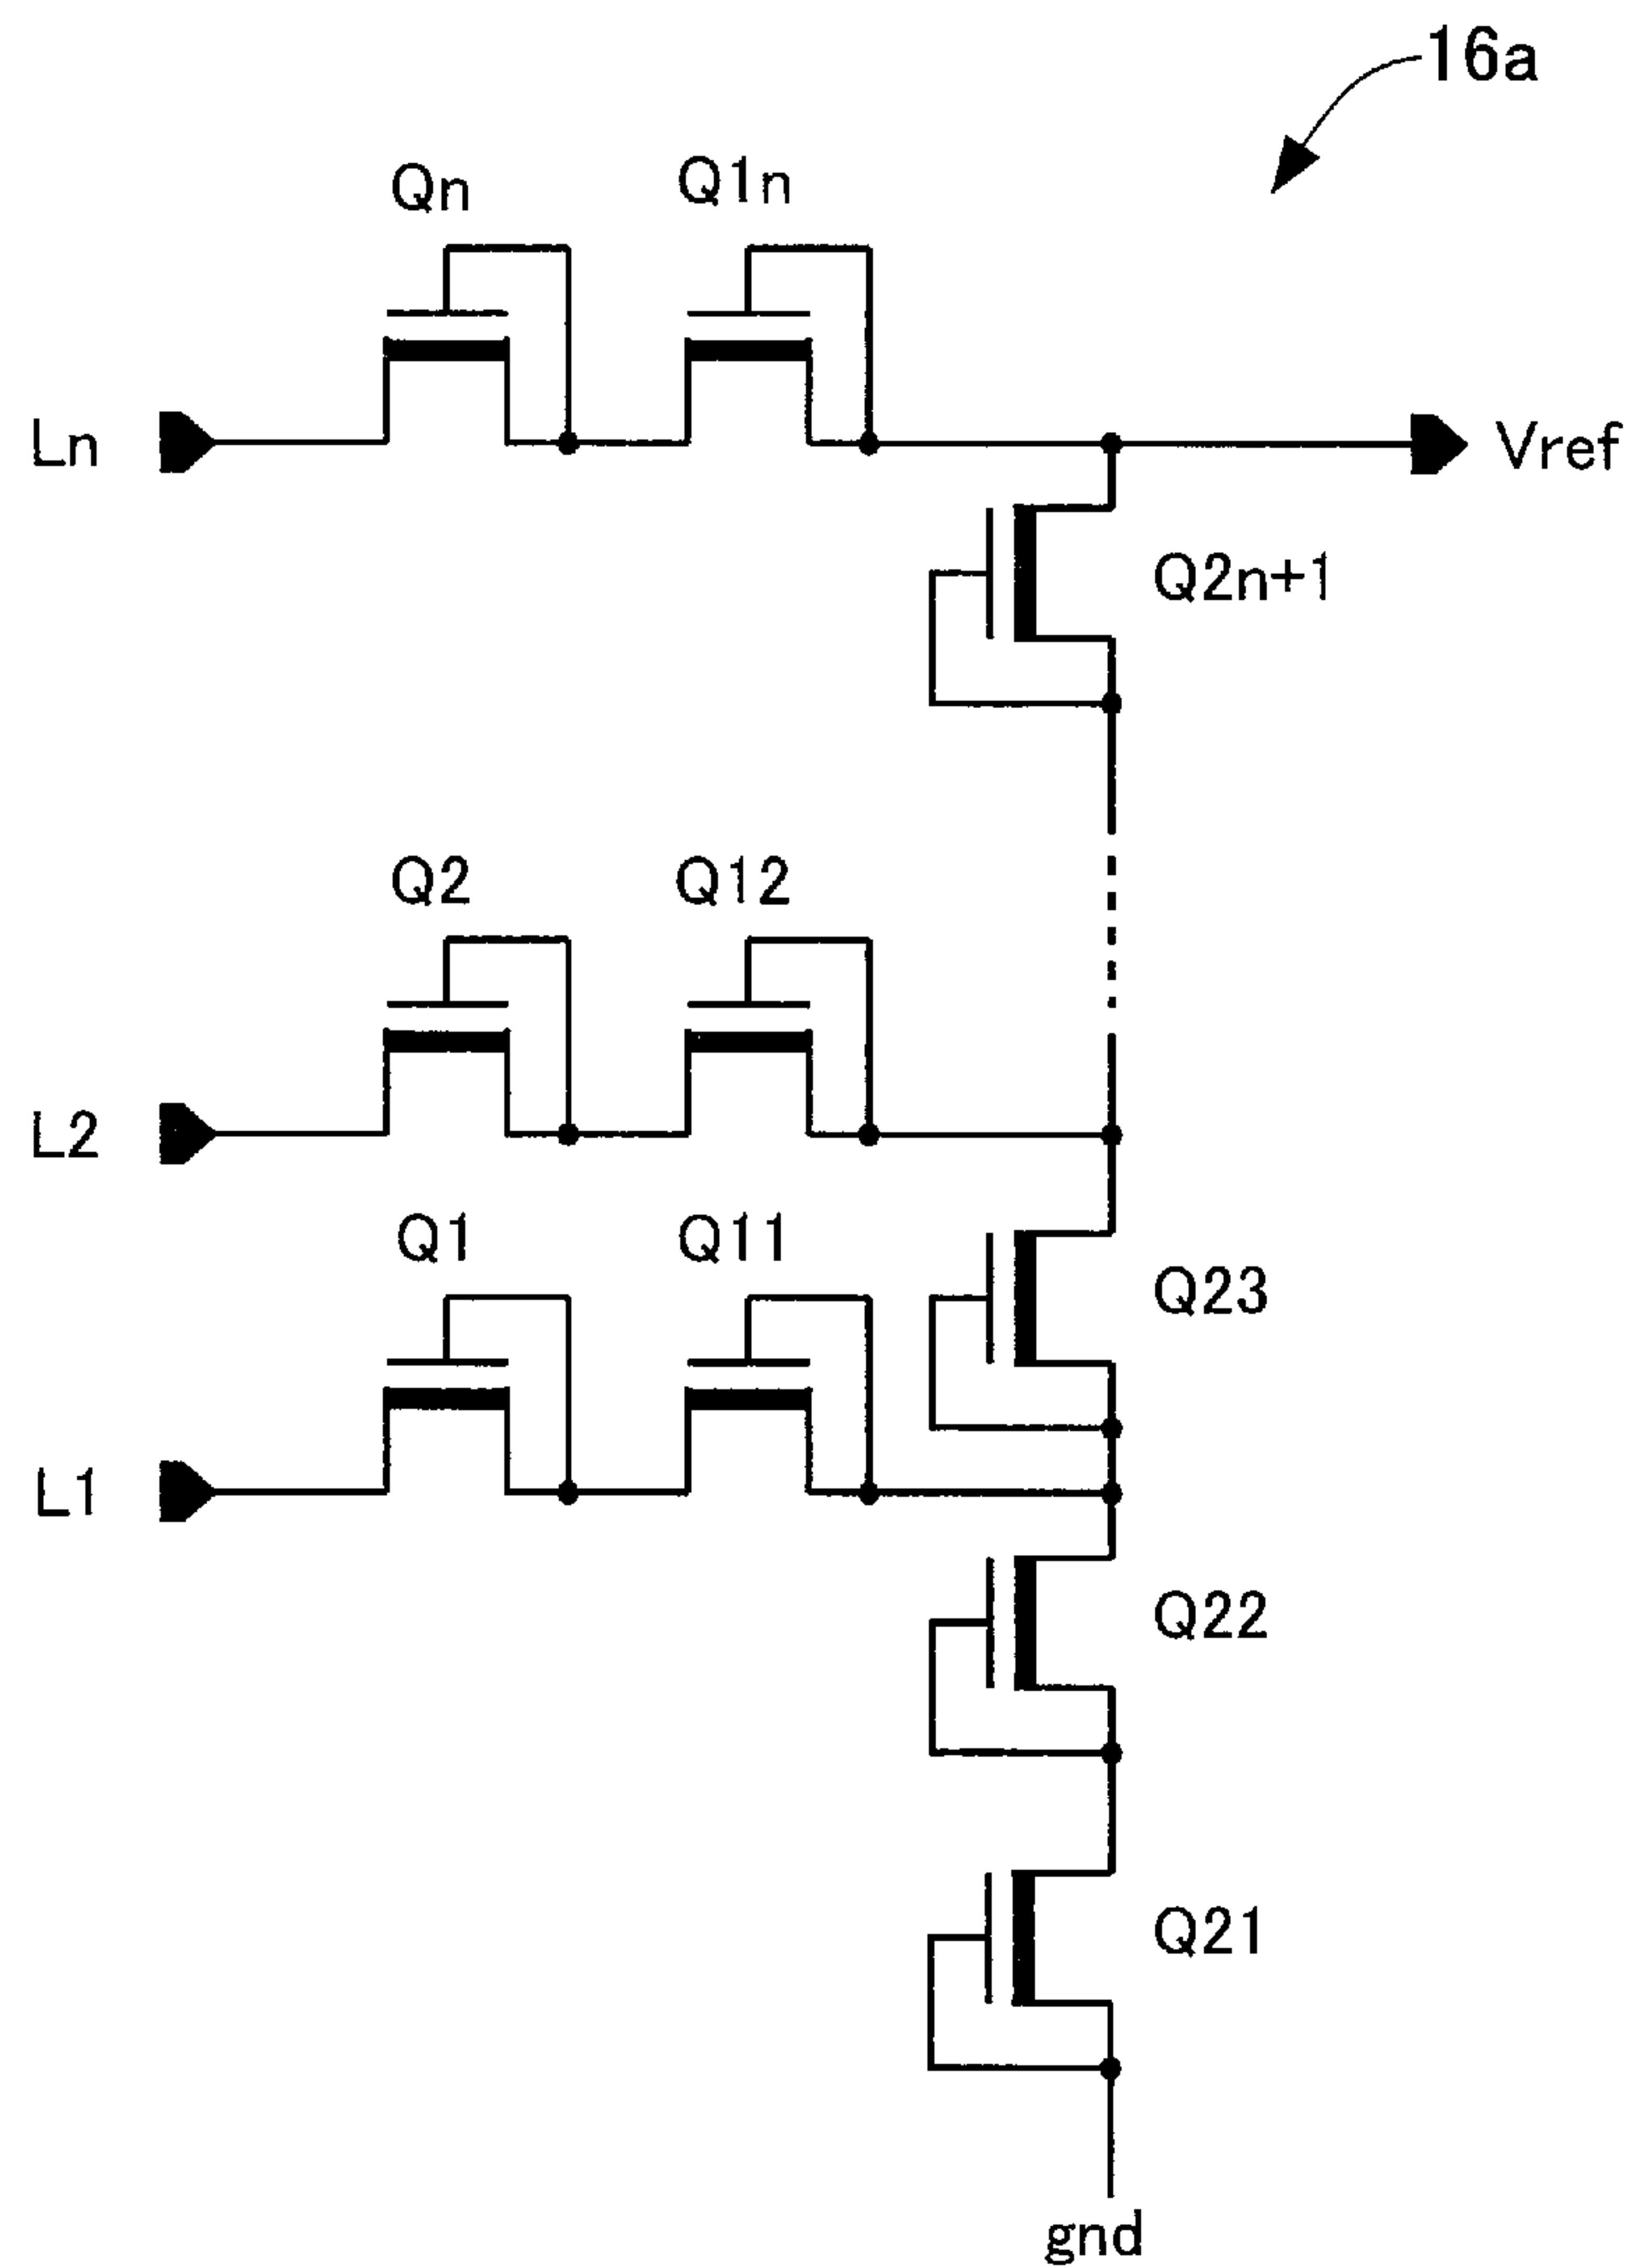 16a
Qn Q1n
Ln Vref
Q2n+1
Q2 Q12
L2
Q1 Q11
Q23
L1
Q22
Q21
gnd